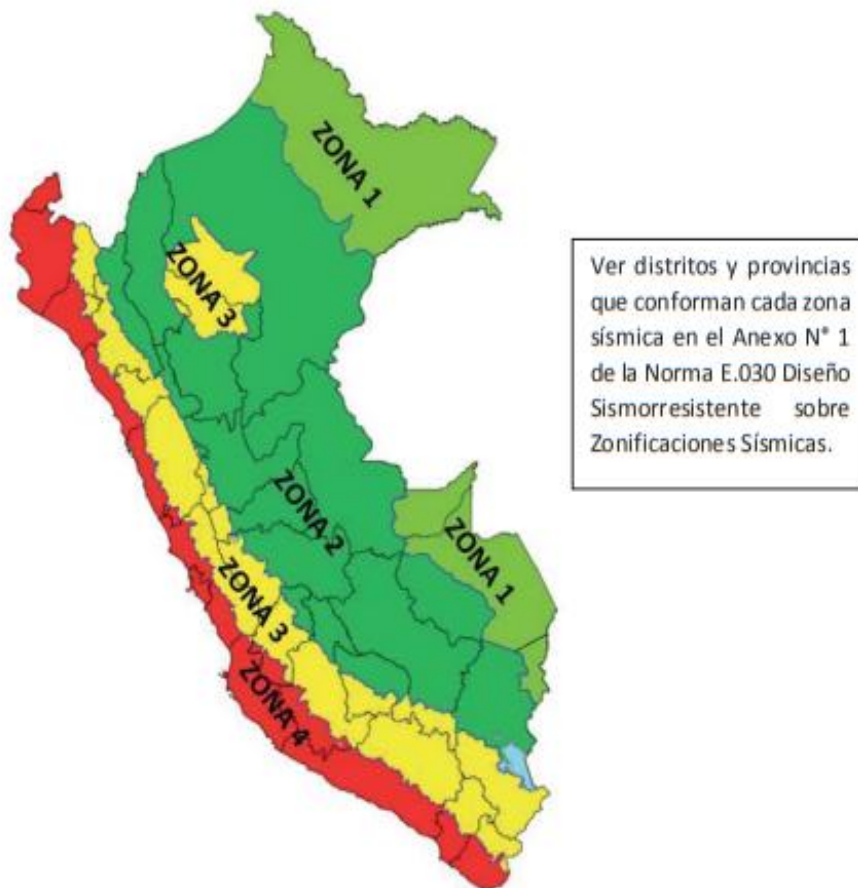 ZONA 1
ZONA 3
Ver distritos y provincias
que conforman cada zona
sísmica en el Anexo N° 1
de la Norma E.030 Diseño
Sismorresistente sobre
Zonificaciones Sísmicas.
ZONA 2
ZONA 1
ZONA 3
ZONA 4